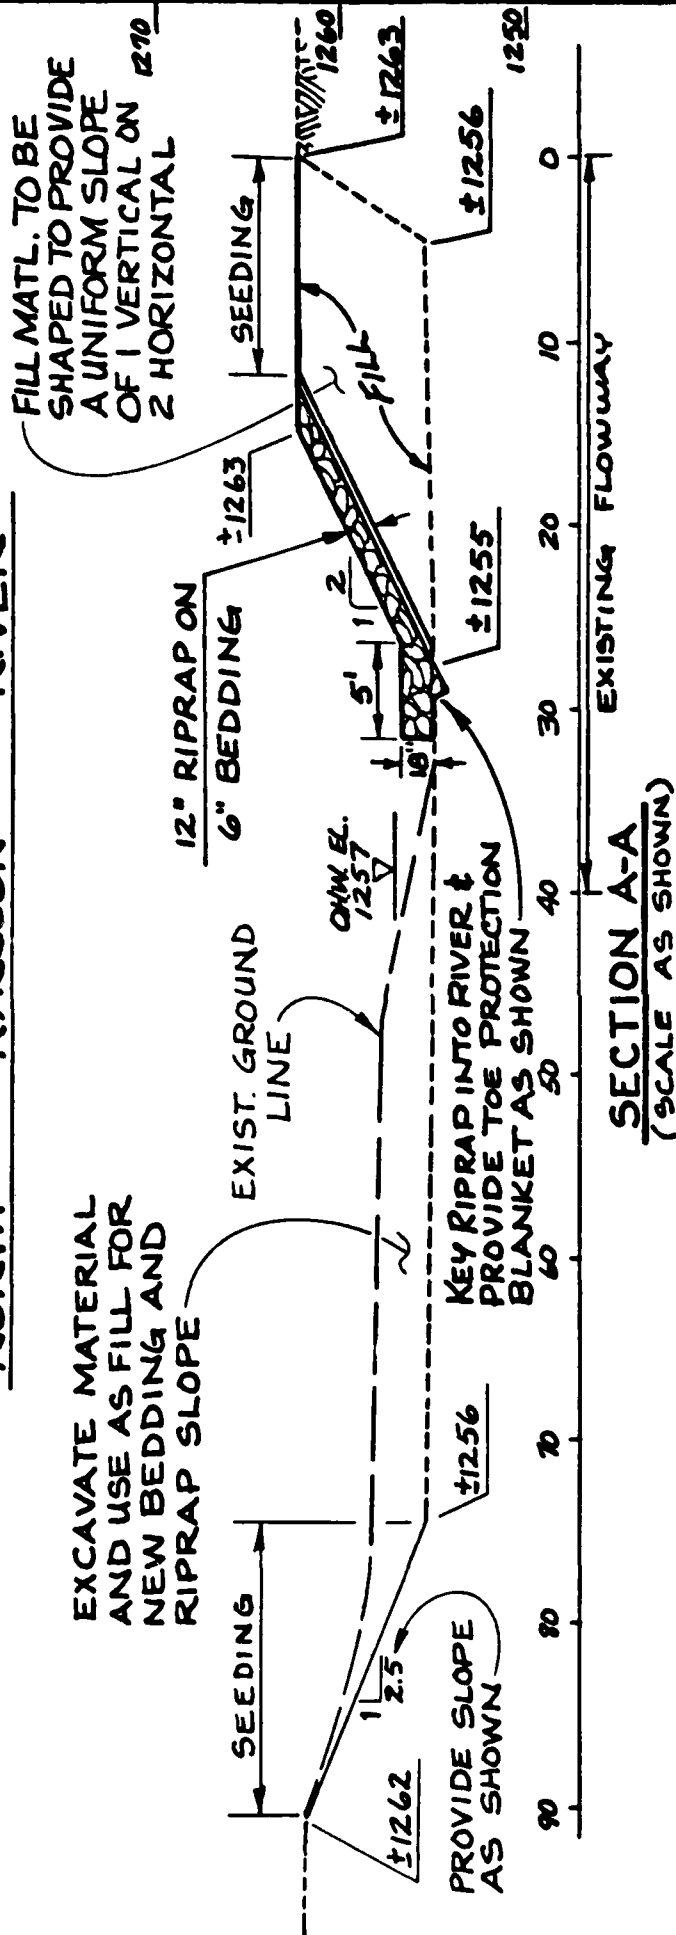 EXCAVATE MATERIAL
AND USE AS FILL FOR
NEW BEDDING AND
RIPRAP SLOPE
FILL MATL. TO BE
SHAPED TO PROVIDE
A UNIFORM SLOPE
OF 1 VERTICAL ON
2 HORIZONTAL
1270
1260
1250
SEEDING
EXIST. GROUND
LINE
12" RIPRAP ON
6" BEDDING
±1263
SEEDING
±1263
O.H.W. EL.
1257
5'
18"
1
2
FILL
1
2.5
±1262
±1256
±1255
±1256
PROVIDE SLOPE
AS SHOWN
KEY RIPRAP INTO RIVER &
PROVIDE TOE PROTECTION
BLANKET AS SHOWN
90
80
70
60
50
40
30
20
10
0
EXISTING FLOWWAY
SECTION A-A
(SCALE AS SHOWN)